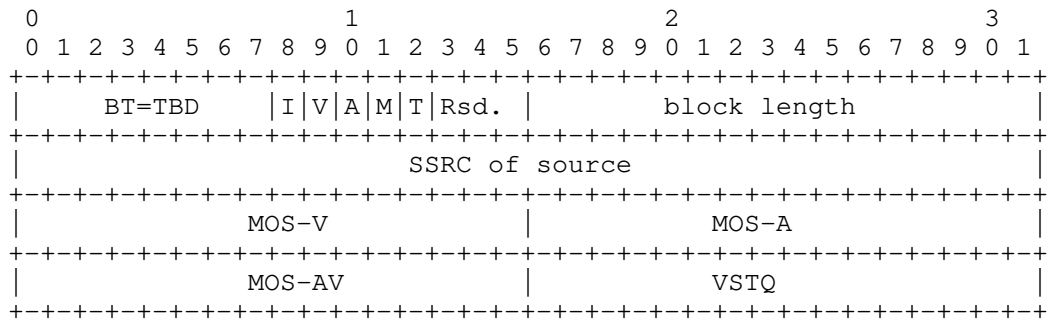 0                   1                   2                   3
 0 1 2 3 4 5 6 7 8 9 0 1 2 3 4 5 6 7 8 9 0 1 2 3 4 5 6 7 8 9 0 1
+-+-+-+-+-+-+-+-+-+-+-+-+-+-+-+-+-+-+-+-+-+-+-+-+-+-+-+-+-+-+-+-+
|     BT=TBD    |I|V|A|M|T|Rsd. |        block length           |
+-+-+-+-+-+-+-+-+-+-+-+-+-+-+-+-+-+-+-+-+-+-+-+-+-+-+-+-+-+-+-+-+
|                        SSRC of source                         |
+-+-+-+-+-+-+-+-+-+-+-+-+-+-+-+-+-+-+-+-+-+-+-+-+-+-+-+-+-+-+-+-+
|              MOS-V            |           MOS-A               |
+-+-+-+-+-+-+-+-+-+-+-+-+-+-+-+-+-+-+-+-+-+-+-+-+-+-+-+-+-+-+-+-+
|              MOS-AV           |           VSTQ                |
+-+-+-+-+-+-+-+-+-+-+-+-+-+-+-+-+-+-+-+-+-+-+-+-+-+-+-+-+-+-+-+-+